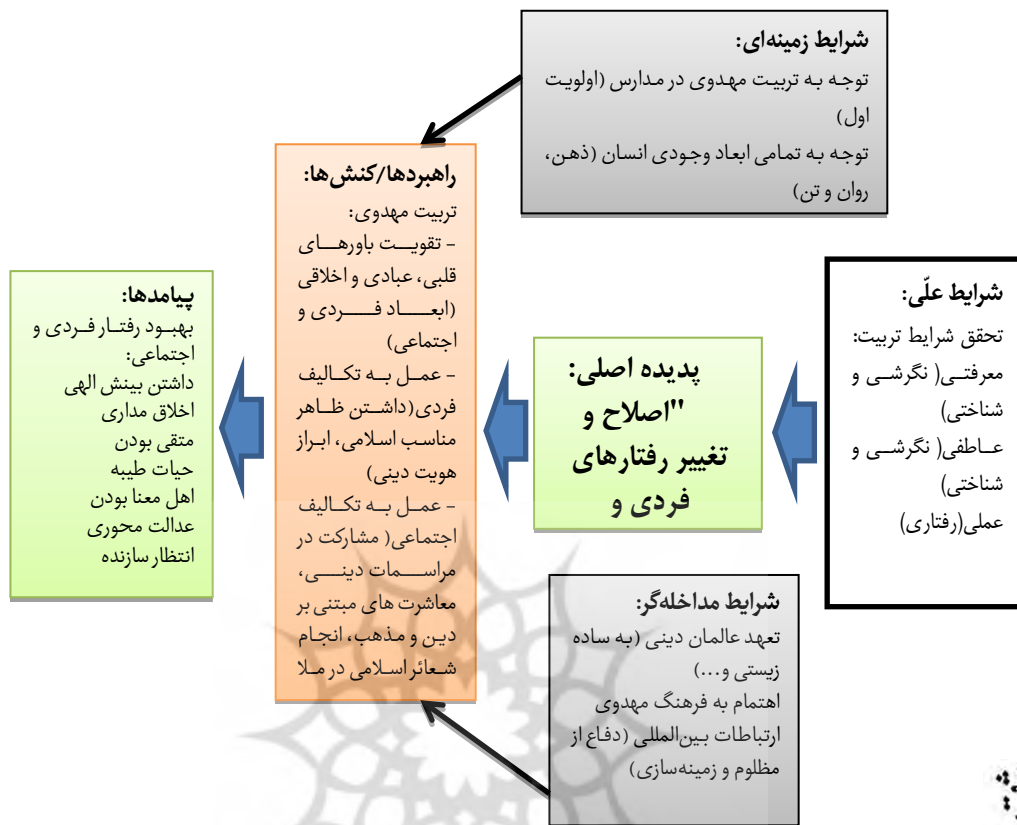 شرایط زمینه‌ای:
توجه به تربیت مهدوی در مدارس (اولویت
اول)
توجه به تمامی ابعاد وجودی انسان (ذهن،
روان و تن)
شرایط علّی:
تحقق شرایط تربیت:
معرفتی( نگرشی و
شناختی)
عاطفی( نگرشی و
شناختی)
عملی(رفتاری)
پدیده اصلی:
"اصلاح و
تغییر رفتارهای
فردی و
راهبردها/کنش‌ها:
تربیت مهدوی:
- تقویت باورهای
قلبی، عبادی و اخلاقی
(ابعاد فردی و
اجتماعی)
- عمل به تکالیف
فردی(داشتن ظاهر
مناسب اسلامی، ابراز
هویت دینی)
- عمل به تکالیف
اجتماعی( مشارکت در
مراسمات دینی،
معاشرت های مبتنی بر
دین و مذهب، انجام
شعائر اسلامی در ملا
پیامدها:
بهبود رفتار فردی و
اجتماعی:
داشتن بینش الهی
اخلاق مداری
متقی بودن
حیات طیبه
اهل معنا بودن
عدالت محوری
انتظار سازنده
شرایط مداخله‌گر:
تعهد عالمان دینی (به ساده
زیستی و...)
اهتمام به فرهنگ مهدوی
ارتباطات بین‌المللی (دفاع از
مظلوم و زمینه‌سازی)